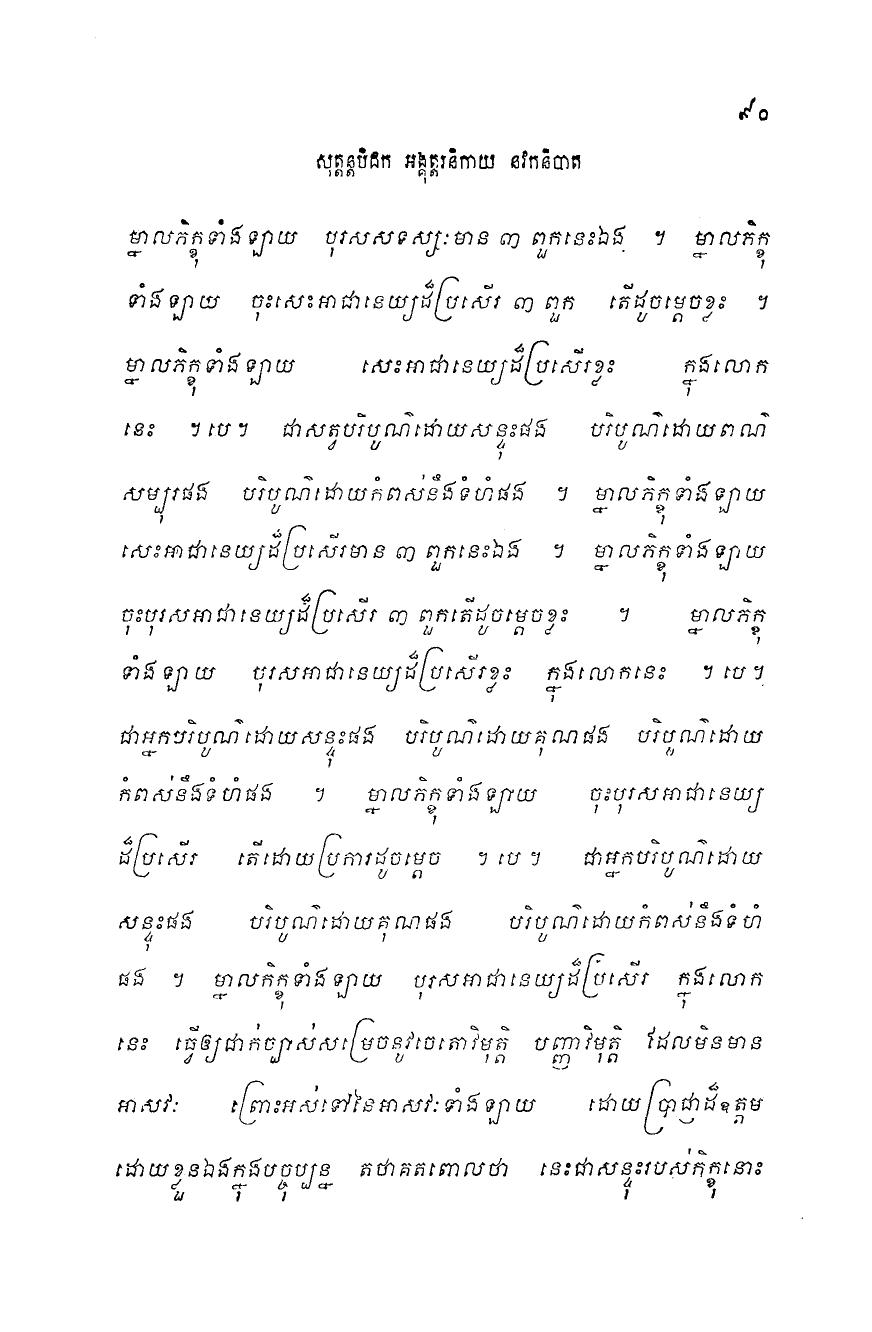 ៩០
សុត្តន្តបិដក អង្គុត្តរនិកាយ នវកនិបាត
ម្នាលភិក្ខុទាំងឡាយ បុរសសទស្សៈមាន ៣ ពួកនេះឯង ។ ម្នាលភិក្ខុ
ទាំងឡាយ ចុះសេះអាជានេយ្យដ៏ប្រសើរ ៣ ពួក តើដូចម្តេចខ្លះ ។
ម្នាលភិក្ខុទាំងឡាយ សេះអាជានេយ្យដ៏ប្រសើរខ្លះ ក្នុងលោក
នេះ ។ បេ ។ ជាសត្វបរិបូណ៌ដោយសន្ទុះផង បរិបូណ៌ដោយពណ៌
សម្បុរផង បរិបូណ៌ដោយកំពស់នឹងទំហំផង ។ ម្នាលភិក្ខុទាំងឡាយ
សេះអាជានេយ្យដ៏ប្រសើរមាន ៣ ពួកនេះឯង ។ ម្នាលភិក្ខុទាំងឡាយ
ចុះបុរសអាជានេយ្យដ៏ប្រសើរ ៣ ពួកតើដូចម្តេចខ្លះ ។ ម្នាលភិក្ខុ
ទាំងឡាយ បុរសអាជានេយ្យដ៏ប្រសើរខ្លះ ក្នុងលោកនេះ ។ បេ ។
ជាអ្នកបរិបូណ៌ដោយសន្ទុះផង បរិបូណ៌ដោយគុណផង បរិបូណ៌ដោយ
កំពស់នឹងទំហំផង ។ ម្នាលភិក្ខុទាំងឡាយ ចុះបុរសអាជានេយ្យ
ដ៏ប្រសើរ តើដោយប្រការដូចម្តេច ។ បេ ។ ជាអ្នកបរិបូណ៌ដោយ
សន្ទុះផង បរិបូណ៌ដោយគុណផង បរិបូណ៌ដោយកំពស់នឹងទំហំ
ផង ។ ម្នាលភិក្ខុទាំងឡាយ បុរសអាជានេយ្យដ៏ប្រសើរ ក្នុងលោក
នេះ ធ្វើឲ្យជាក់ច្បាស់សម្រេចនូវចេតោវិមុត្តិ បញ្ញាវិមុត្តិ ដែលមិនមាន
អាសវៈ ព្រោះអស់ទៅនៃអាសវៈទាំងឡាយ ដោយប្រាជ្ញាដ៏ឧត្តម
ដោយខ្លួនឯងក្នុងបច្ចុប្បន្ន តថាគតពោលថា នេះជាសន្ទុះរបស់ភិក្ខុនោះ